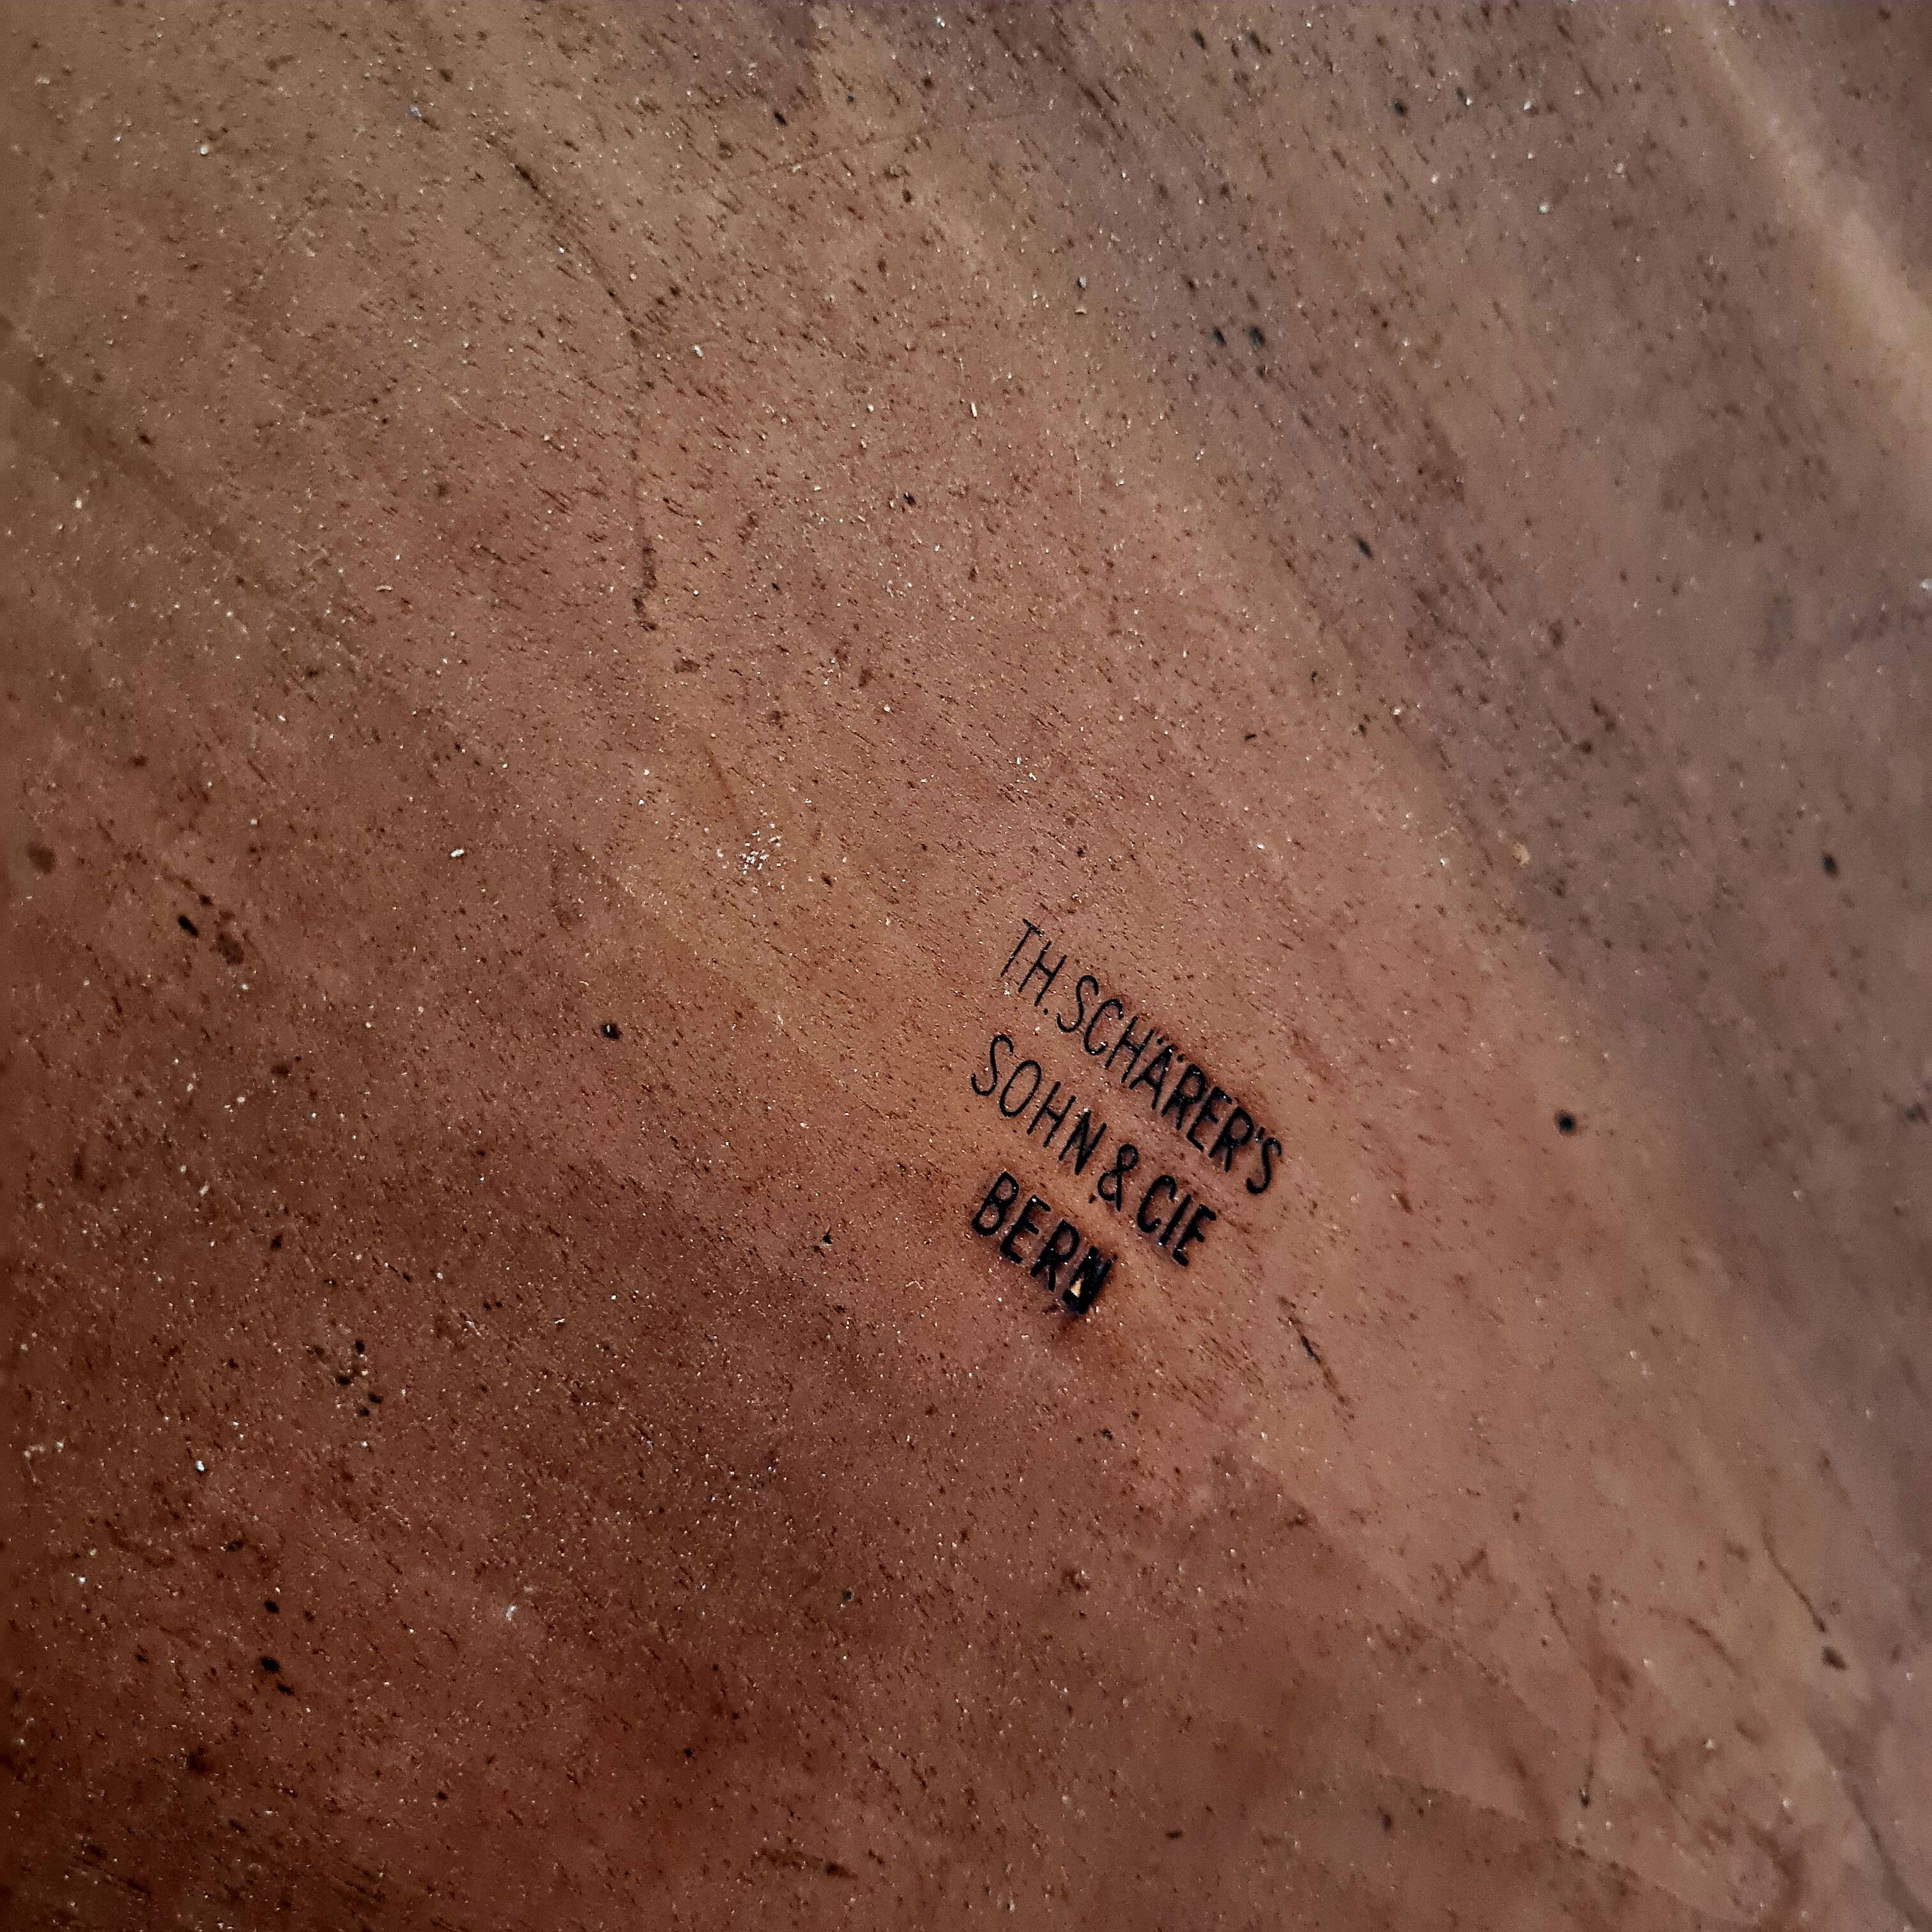 TH.SCHÄRER'S
SOHN.& CIE
BERN